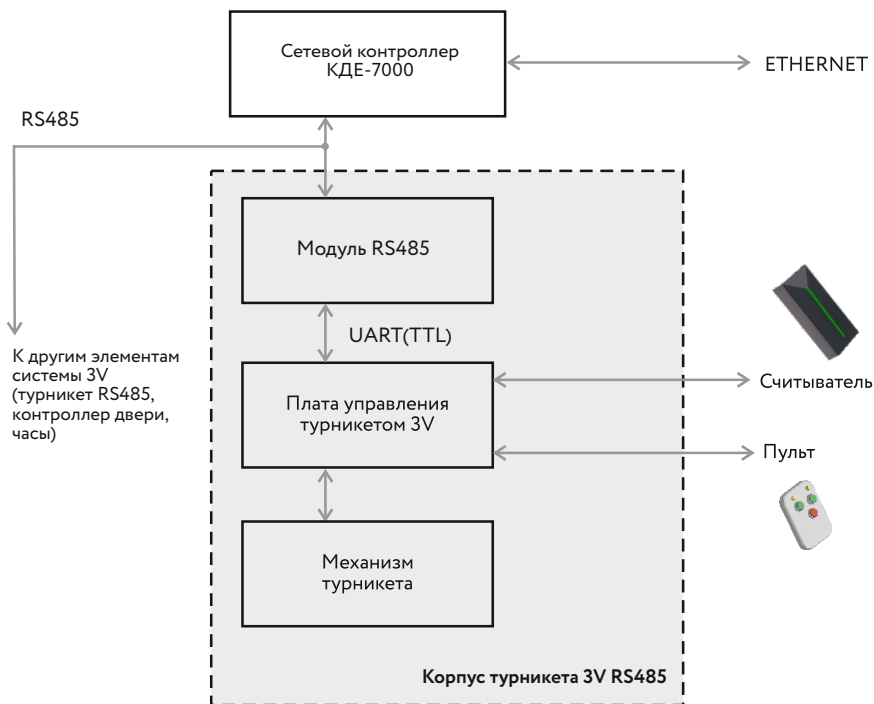 Сетевой контроллер
КДЕ-7000
ETHERNET
RS485
Модуль RS485
UART(TTL)
К другим элементам
системы 3V
(турникет RS485,
контроллер двери,
часы)
Плата управления
турникетом 3V
Считыватель
Пульт
Механизм
турникета
Корпус турникета 3V RS485